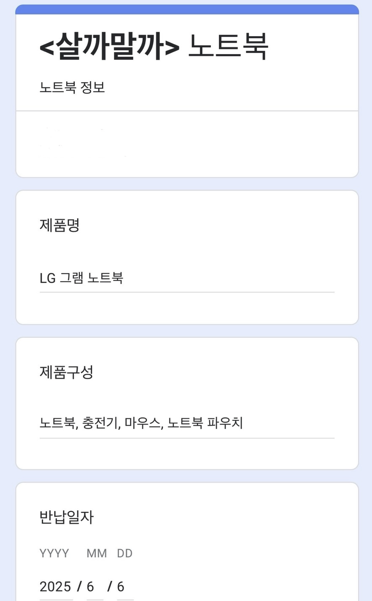 <살까말까> 노트북
노트북 정보
제품명
LG 그램 노트북
제품구성
노트북, 충전기, 마우스, 노트북 파우치
반납일자
YYYY MM DD
2025 / 6 / 6